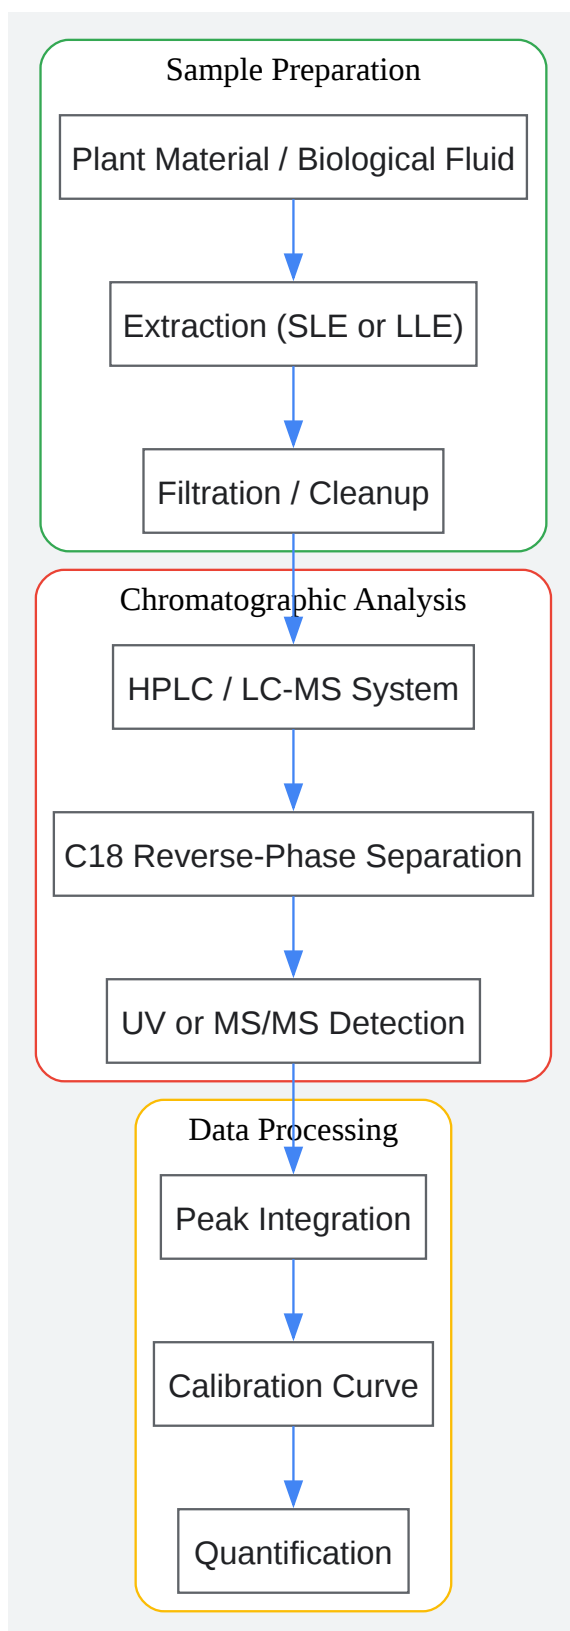 Sample Preparation
Plant Material / Biological Fluid
Extraction (SLE or LLE)
Filtration / Cleanup
Chromatographic Analysis
HPLC / LC-MS System
C18 Reverse-Phase Separation
UV or MS/MS Detection
Data Processing
Peak Integration
Calibration Curve
Quantification